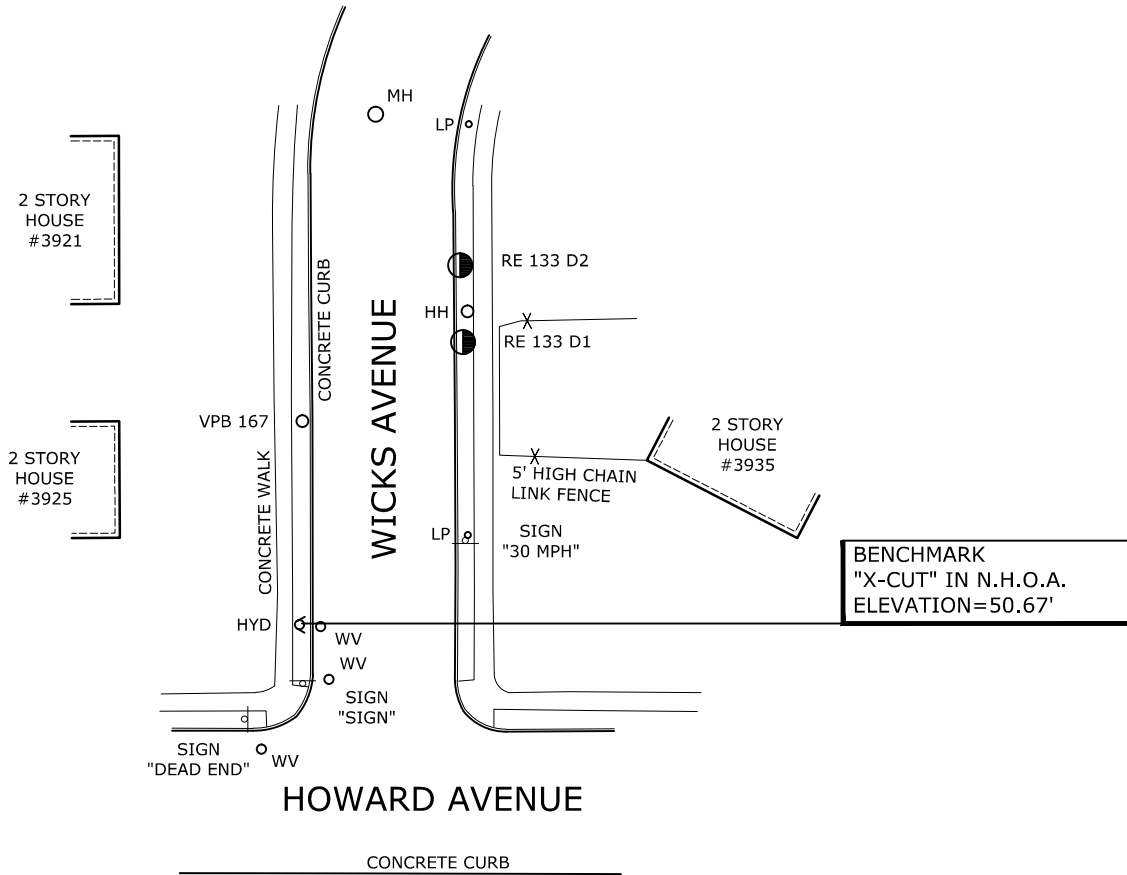 MH
LP
2 STORY
HOUSE
#3921
CONCRETE CURB
RE 133 D2
HH
RE 133 D1
WICKS AVENUE
VPB 167
2 STORY
HOUSE
#3925
CONCRETE WALK
2 STORY
HOUSE
#3935
5' HIGH CHAIN
LINK FENCE
LP
SIGN
"30 MPH"
BENCHMARK
"X-CUT" IN N.H.O.A.
ELEVATION=50.67'
HYD
WV
WV
SIGN
"SIGN"
SIGN
"DEAD END"
WV
HOWARD AVENUE
CONCRETE CURB